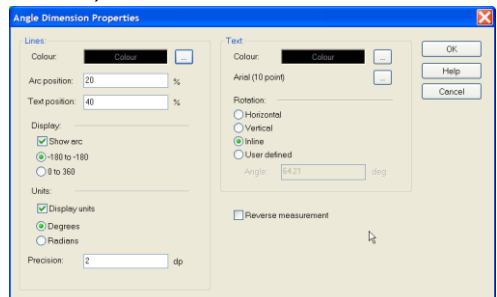 Angle Dimension Properties
Lines:
Colour: Colour ...
Arc position: 20 %
Text position: 40 %
Display:
Show arc
-180 to -180
0 to 360
Units:
Display units
Degrees
Radians
Precision: 2 dp
Text:
Colour: Colour ...
Arial (10 point) ...
Rotation:
Horizontal
Vertical
Inline
User defined
Angle: 64.21 deg
Reverse measurement
OK
Help
Cancel